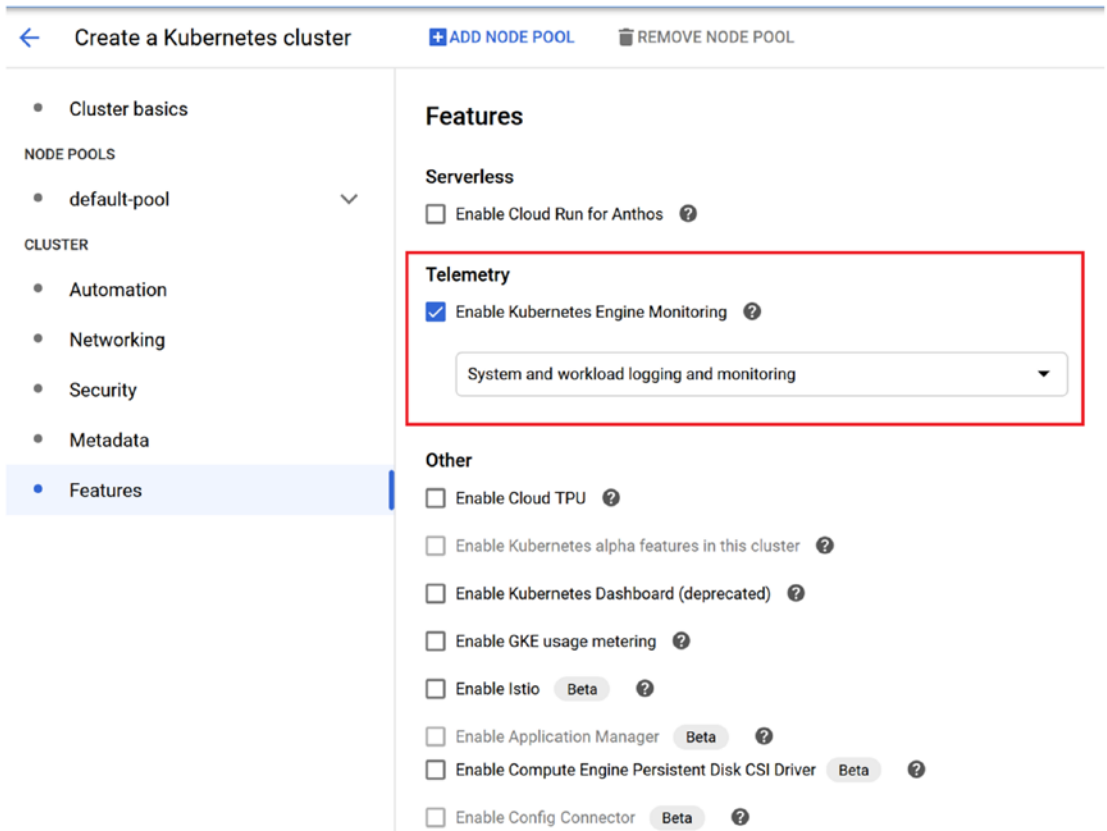 Create a Kubernetes cluster
ADD NODE POOL
REMOVE NODE POOL
Cluster basics
NODE POOLS
default-pool
CLUSTER
Automation
Networking
Security
Metadata
Features
Features
Serverless
Enable Cloud Run for Anthos
Telemetry
Enable Kubernetes Engine Monitoring
System and workload logging and monitoring
Other
Enable Cloud TPU
Enable Kubernetes alpha features in this cluster
Enable Kubernetes Dashboard (deprecated)
Enable GKE usage metering
Enable Istio Beta
Enable Application Manager Beta
Enable Compute Engine Persistent Disk CSI Driver Beta
Enable Config Connector Beta